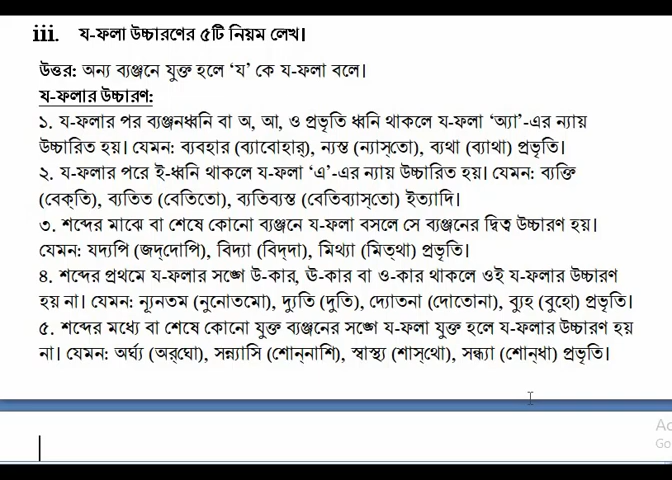 iii. য-ফলা উচ্চারণের ৫টি নিয়ম লেখ।
উত্তর: অন্য ব্যঞ্জনে যুক্ত হলে ‘য’ কে য-ফলা বলে।
য-ফলার উচ্চারণ:
১. য-ফলার পর ব্যঞ্জনধ্বনি বা অ, আ, ও প্রভৃতি ধ্বনি থাকলে য-ফলা ‘অ্যা’-এর ন্যায়
উচ্চারিত হয়। যেমন: ব্যবহার (ব্যাবোহার্), ন্যস্ত (ন্যাস্‌তো), ব্যথা (ব্যাথা) প্রভৃতি।
২. য-ফলার পরে ই-ধ্বনি থাকলে য-ফলা ‘এ’-এর ন্যায় উচ্চারিত হয়। যেমন: ব্যক্তি
(বেক্‌তি), ব্যতিত (বেতিতো), ব্যতিব্যস্ত (বেতিব্যাস্‌তো) ইত্যাদি।
৩. শব্দের মাঝে বা শেষে কোনো ব্যঞ্জনে য-ফলা বসলে সে ব্যঞ্জনের দ্বিত্ব উচ্চারণ হয়।
যেমন: যদ্যপি (জদ্‌দোপি), বিদ্যা (বিদ্‌দা), মিথ্যা (মিত্‌থা) প্রভৃতি।
৪. শব্দের প্রথমে য-ফলার সঙ্গে উ-কার, ঊ-কার বা ও-কার থাকলে ওই য-ফলার উচ্চারণ
হয় না। যেমন: ন্যূনতম (নুনোতমো), দ্যুতি (দুতি), দ্যোতনা (দোতোনা), ব্যুহ (বুহো) প্রভৃতি।
৫. শব্দের মধ্যে বা শেষে কোনো যুক্ত ব্যঞ্জনের সঙ্গে য-ফলা যুক্ত হলে য-ফলার উচ্চারণ হয়
না। যেমন: অর্ঘ্য (অর্‌ঘো), সন্ন্যাসি (শোন্‌নাশি), স্বাস্থ্য (শাস্‌থো), সন্ধ্যা (শোন্‌ধা) প্রভৃতি।
Ac
Go